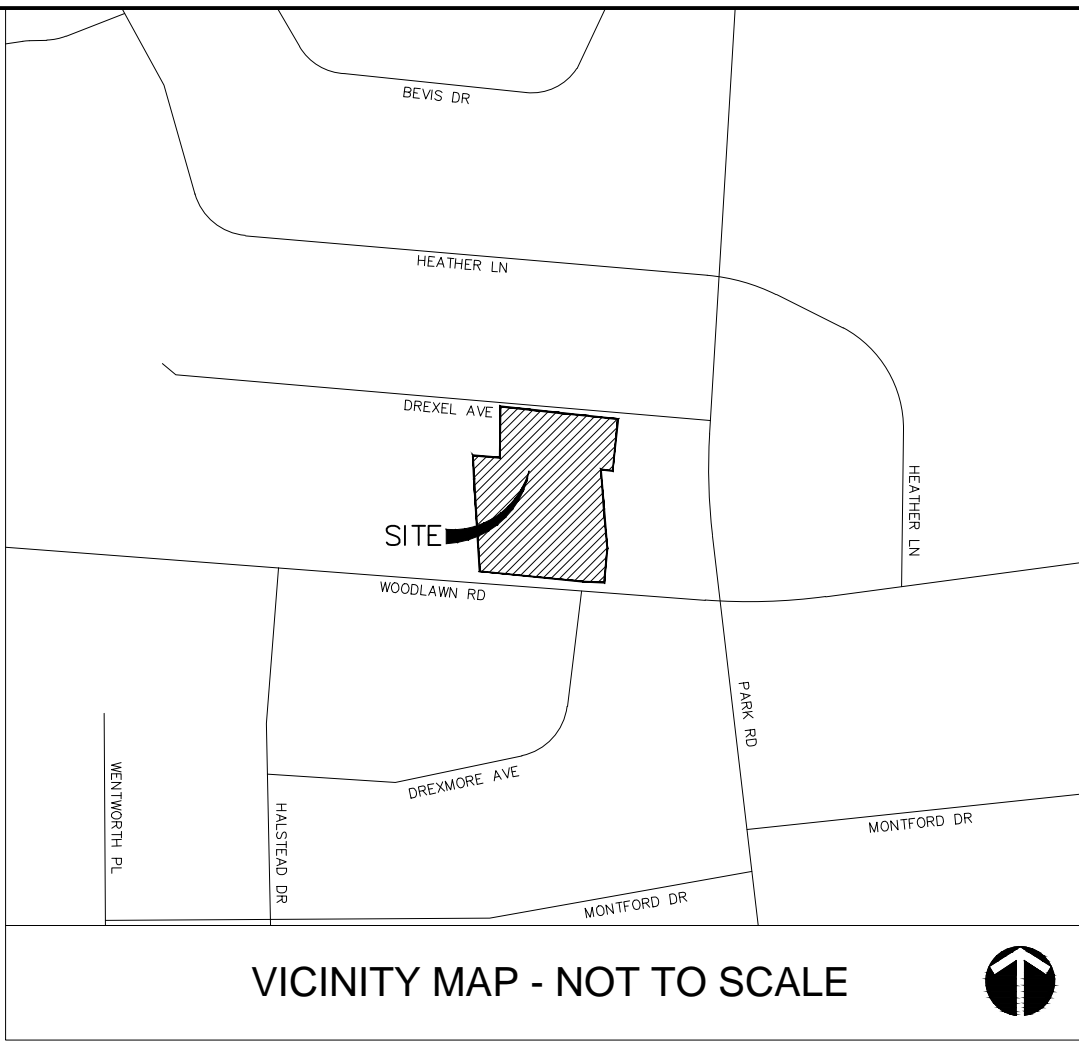 BEVIS DR
HEATHER LN
DREXEL AVE
HEATHER LN
SITE
WOODLAWN RD
PARK RD
WENTWORTH PL
DREXMORE AVE
HALSTEAD DR
MONTFORD DR
MONTFORD DR
VICINITY MAP - NOT TO SCALE